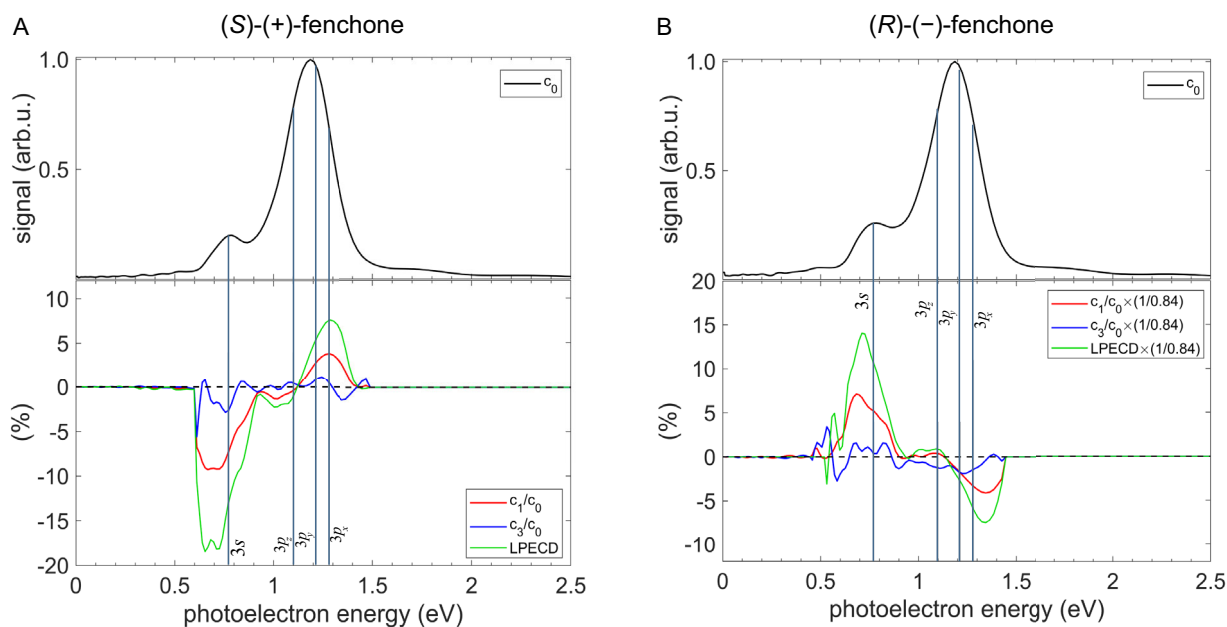 A
(S)-(+)-fenchone
1.0
0.5
signal (arb.u.)
c0
10
5
0
-5
-10
-15
-20
(%)
3s
3pz
3py
3px
c1/c0
c3/c0
LPECD
0
0.5
1
1.5
2
2.5
photoelectron energy (eV)
B
(R)-(−)-fenchone
1.0
0.5
signal (arb.u.)
c0
20
15
10
5
0
-5
-10
(%)
3s
3pz
3py
3px
c1/c0×(1/0.84)
c3/c0×(1/0.84)
LPECD×(1/0.84)
0
0.5
1
1.5
2
2.5
photoelectron energy (eV)